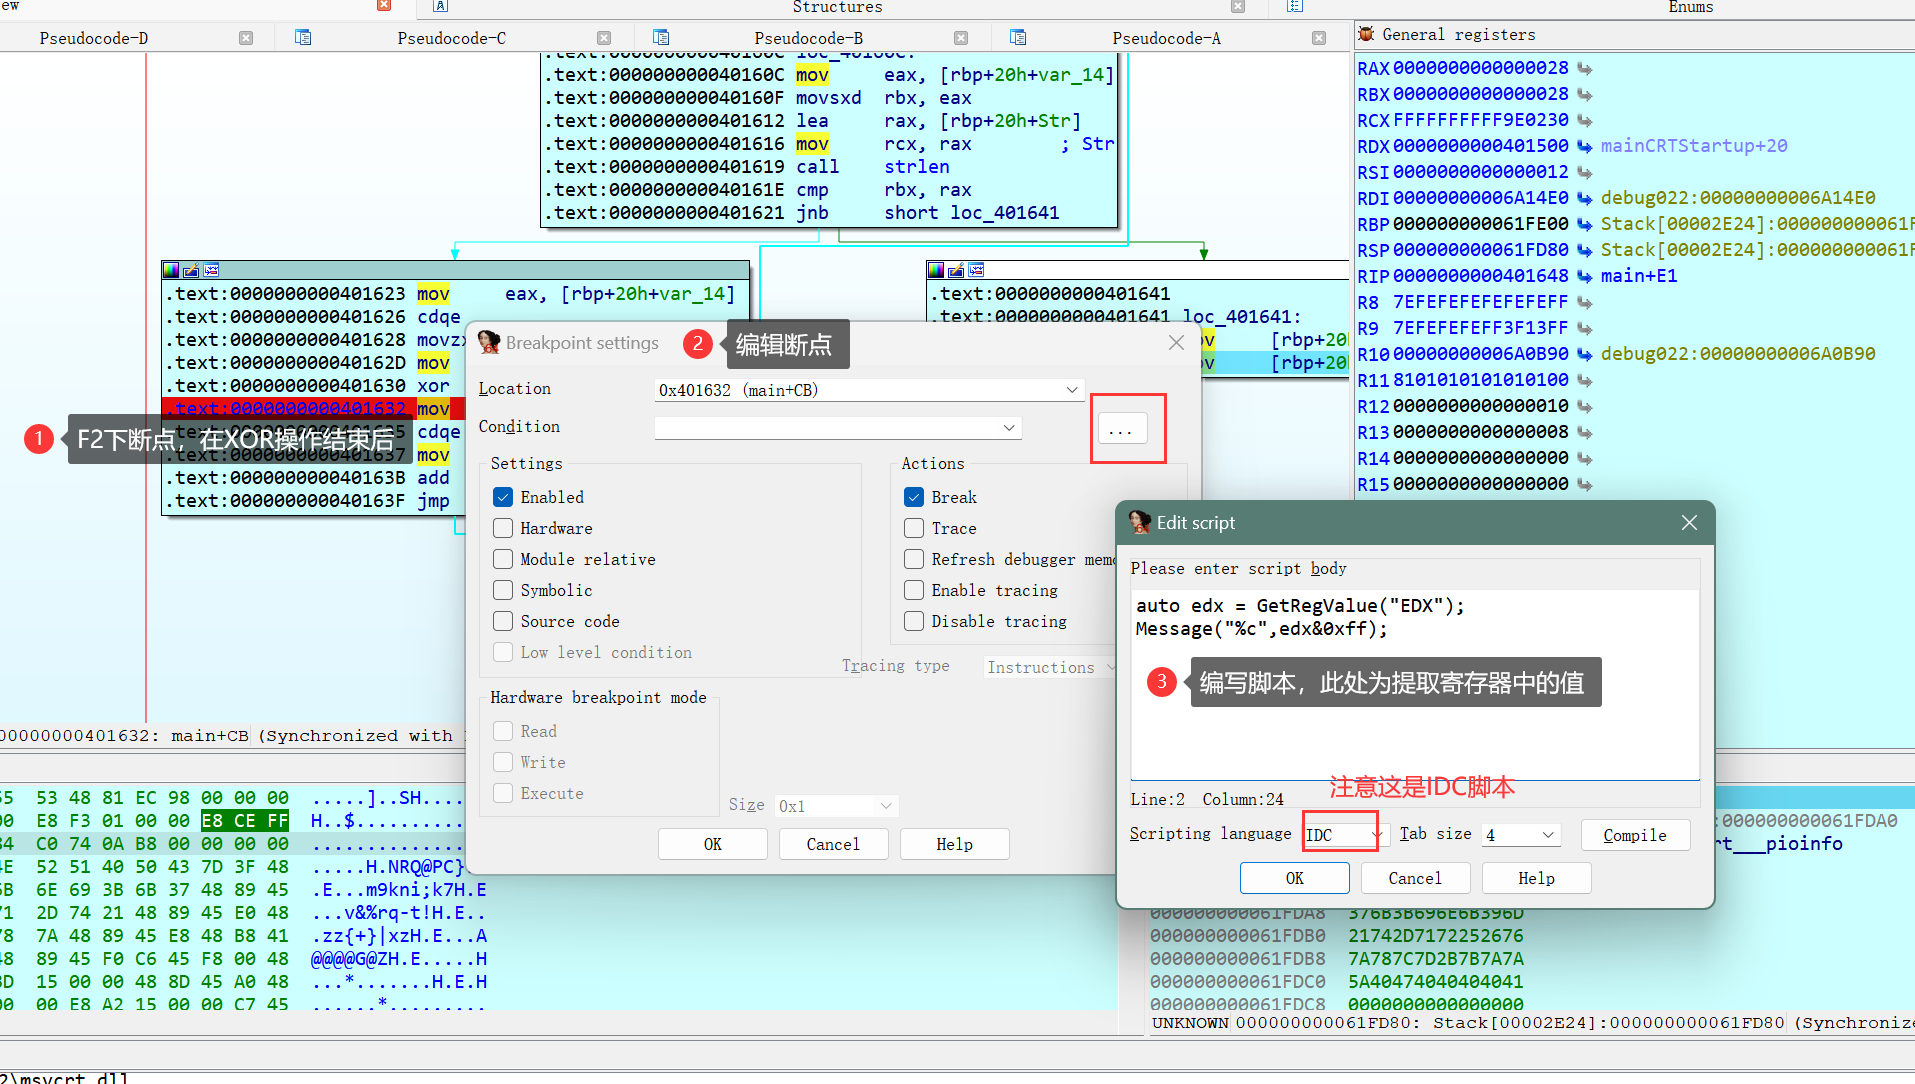 ew
Structures
Enums
Pseudocode-D
Pseudocode-C
Pseudocode-B
Pseudocode-A
General registers
.text:000000000040160C mov eax, [rbp+20h+var_14]
.text:000000000040160F movsxd rbx, eax
.text:0000000000401612 lea rax, [rbp+20h+Str]
.text:0000000000401616 mov rcx, rax ; Str
.text:0000000000401619 call strlen
.text:000000000040161E cmp rbx, rax
.text:0000000000401621 jnb short loc_401641
RAX 0000000000000028
RBX 0000000000000028
RCX FFFFFFFFFF9E0230
RDX 0000000000401500 mainCRTStartup+20
RSI 0000000000000012
RDI 00000000006A14E0 debug022:00000000006A14E0
RBP 000000000061FE00 Stack[00002E24]:000000000061F
RSP 000000000061FD80 Stack[00002E24]:000000000061F
RIP 0000000000401648 main+E1
R8 7EFEFEFEFEFEFEFF
R9 7EFEFEFEFF3F13FF
R10 00000000006A0B90 debug022:00000000006A0B90
R11 8101010101010100
R12 0000000000000010
R13 0000000000000008
R14 0000000000000000
R15 0000000000000000
.text:0000000000401623 mov eax, [rbp+20h+var_14]
.text:0000000000401626 cdqe
.text:0000000000401628 movzx
.text:000000000040162D mov
.text:0000000000401630 xor
.text:0000000000401632 mov
.text:0000000000401635 cdqe
.text:0000000000401637 mov
.text:000000000040163B add
.text:000000000040163F jmp
1 F2下断点，在XOR操作结束后
.text:0000000000401641
.text:0000000000401641 loc_401641:
[rbp+20
[rbp+20
Breakpoint settings
2 编辑断点
Location 0x401632 (main+CB)
Condition ...
Settings
Enabled
Hardware
Module relative
Symbolic
Source code
Low level condition
Actions
Break
Trace
Refresh debugger memo
Enable tracing
Disable tracing
Tracing type Instructions
Hardware breakpoint mode
Read
Write
Execute
Size 0x1
OK Cancel Help
Edit script
Please enter script body
auto edx = GetRegValue("EDX");
Message("%c",edx&0xff);
3 编写脚本，此处为提取寄存器中的值
注意这是IDC脚本
Line:2 Column:24
Scripting language IDC Tab size 4 Compile
OK Cancel Help
00000000401632: main+CB (Synchronized with
55 53 48 81 EC 98 00 00 00 .....]..SH....
00 E8 F3 01 00 00 E8 CE FF H..$..........
84 C0 74 0A B8 00 00 00 00
4E 52 51 40 50 43 7D 3F 48 .....H.NRQ@PC}
6B 6E 69 3B 6B 37 48 89 45 .E...m9kni;k7H.E
71 2D 74 21 48 89 45 E0 48 ...v&%rq-t!H.E..
78 7A 48 89 45 E8 48 B8 41 .zz{+}|xzH.E...A
48 89 45 F0 C6 45 F8 00 48 @@@@G@ZH.E.....H
8D 15 00 00 48 8D 45 A0 48 ...*.......H.E.H
00 00 E8 A2 15 00 00 C7 45 ......*.........
:000000000061FDA0
rt___pioinfo
000000000061FDA8 376B3B696E6B396D
000000000061FDB0 21742D7172252676
000000000061FDB8 7A787C7D2B7B7A7A
000000000061FDC0 5A40474040404041
000000000061FDC8 0000000000000000
UNKNOWN 000000000061FD80: Stack[00002E24]:000000000061FD80 (Synchronize
2\msvcrt.dll